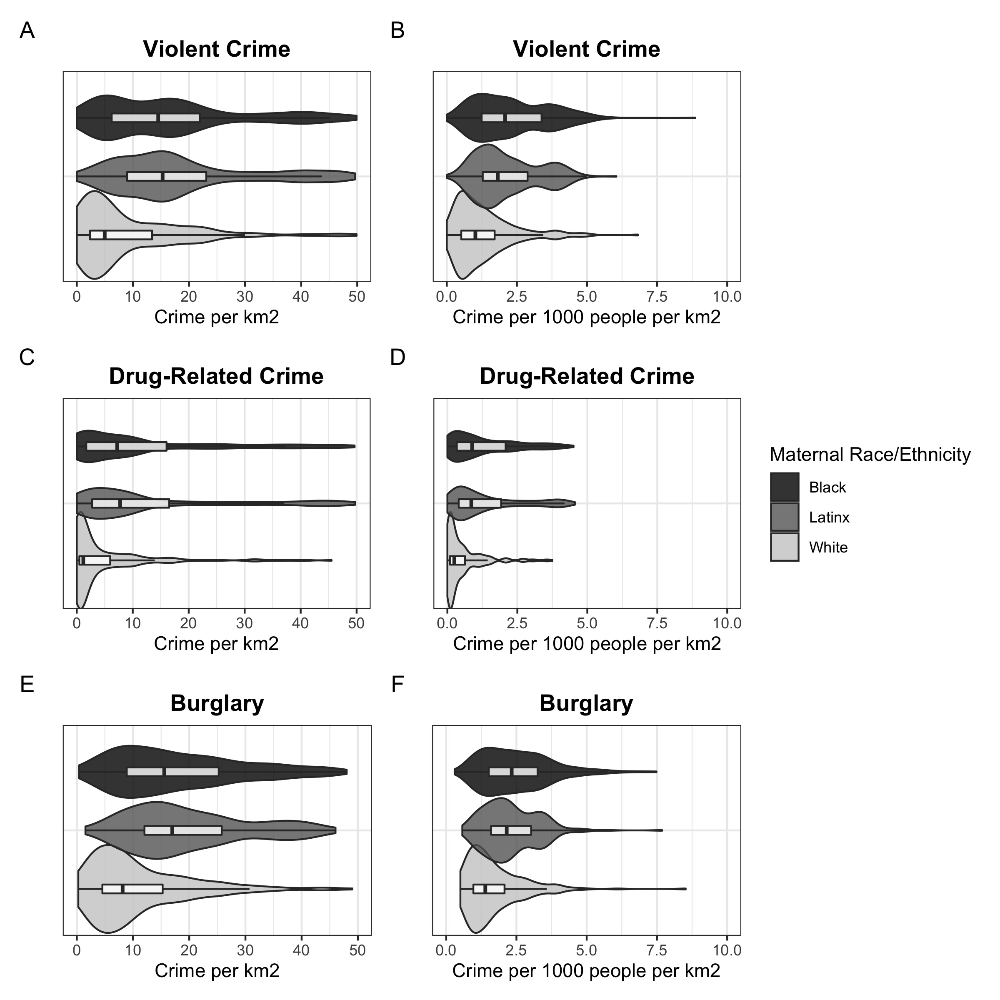 A
Violent Crime
0 10 20 30 40 50
Crime per km2
B
Violent Crime
0.0 2.5 5.0 7.5 10.0
Crime per 1000 people per km2
C
Drug-Related Crime
0 10 20 30 40 50
Crime per km2
D
Drug-Related Crime
0.0 2.5 5.0 7.5 10.0
Crime per 1000 people per km2
Maternal Race/Ethnicity
Black
Latinx
White
E
Burglary
0 10 20 30 40 50
Crime per km2
F
Burglary
0.0 2.5 5.0 7.5 10.0
Crime per 1000 people per km2